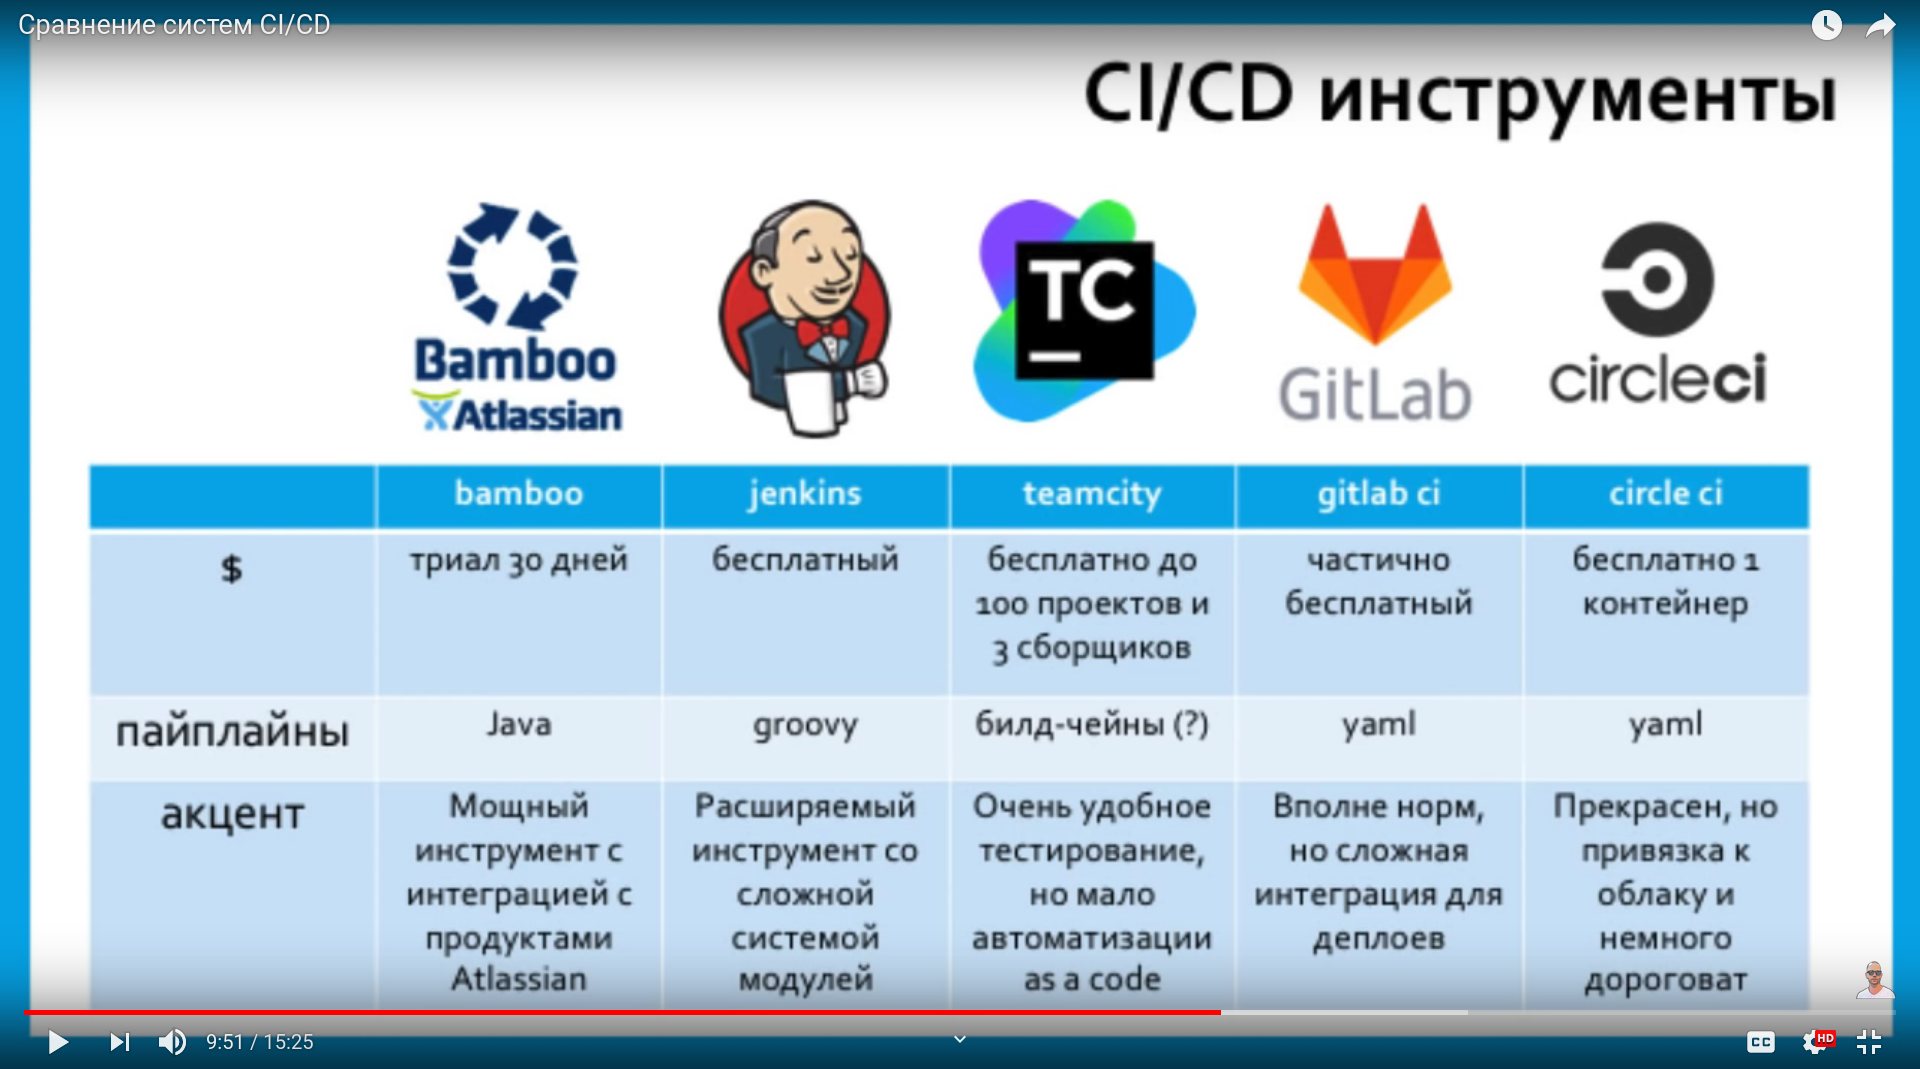 Сравнение систем CI/CD
CI/CD инструменты
Bamboo
Atlassian
TC
GitLab
circleci
bamboo
jenkins
teamcity
gitlab ci
circle ci
$
триал 30 дней
бесплатный
бесплатно до
100 проектов и
3 сборщиков
частично
бесплатный
бесплатно 1
контейнер
пайплайны
Java
groovy
билд-чейны (?)
yaml
yaml
акцент
Мощный
инструмент с
интеграцией с
продуктами
Atlassian
Расширяемый
инструмент со
сложной
системой
модулей
Очень удобное
тестирование,
но мало
автоматизации
as a code
Вполне норм,
но сложная
интеграция для
деплоев
Прекрасен, но
привязка к
облаку и
немного
дороговат
9:51 / 15:25
CC
HD